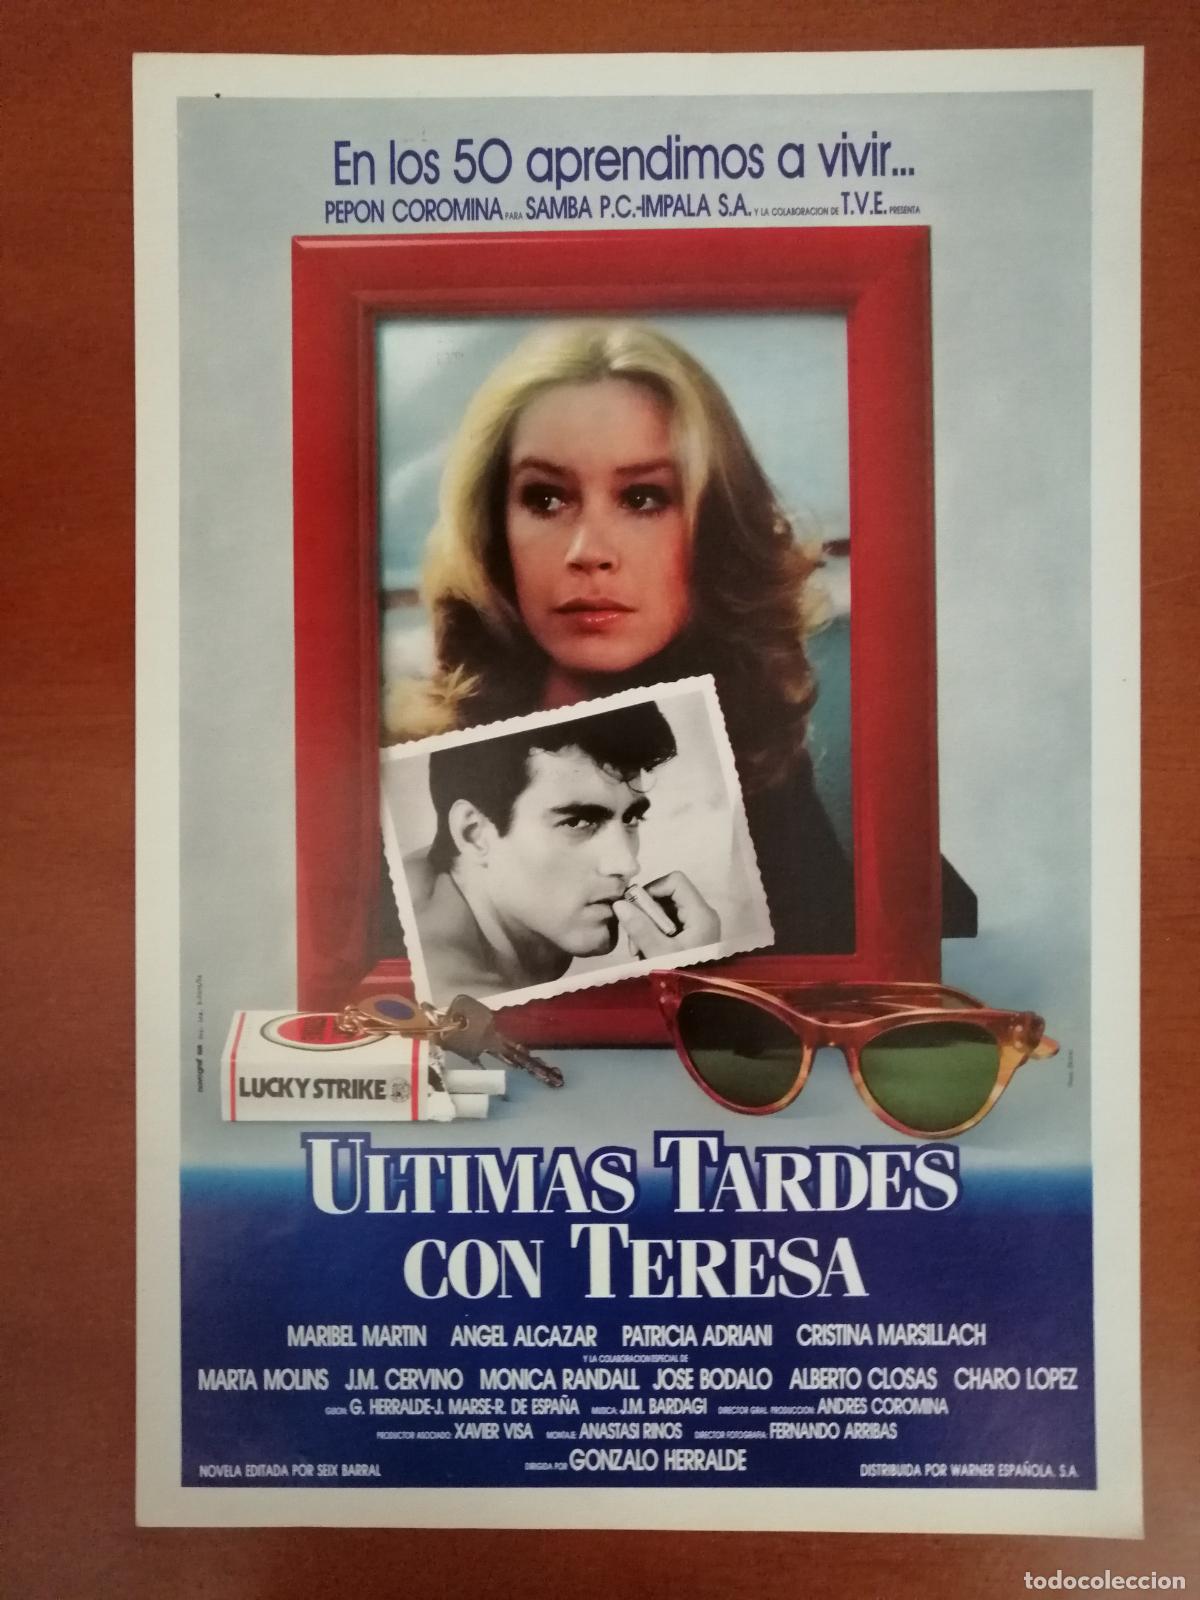 En los 50 aprendimos a vivir...
PEPON COROMINA PARA SAMBA P.C.-IMPALA S.A. Y LA COLABORACION DE T.V.E. PRESENTA
LUCKY STRIKE
ULTIMAS TARDES
CON TERESA
MARIBEL MARTIN ANGEL ALCAZAR PATRICIA ADRIANI CRISTINA MARSILLACH
Y LA COLABORACION ESPECIAL DE
MARTA MOLINS J.M. CERVINO MONICA RANDALL JOSE BODALO ALBERTO CLOSAS CHARO LOPEZ
GUION: G. HERRALDE-J. MARSE-R. DE ESPAÑA MUSICA: J.M. BARDAGI DIRECTOR GRAL. PRODUCCION: ANDRES COROMINA
PRODUCTOR ASOCIADO: XAVIER VISA MONTAJE: ANASTASI RINOS DIRECTOR FOTOGRAFIA: FERNANDO ARRIBAS
DIRIGIDA POR GONZALO HERRALDE
NOVELA EDITADA POR SEIX BARRAL
DISTRIBUIDA POR WARNER ESPAÑOLA, S.A.
todocoleccion